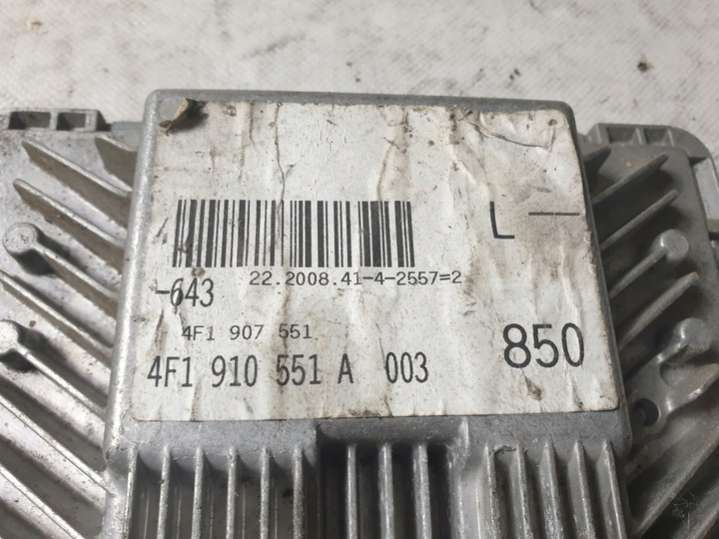 L --
22.2008.41-4-2557=2
-643
4F1 907 551
850
4F1 910 551 A 003